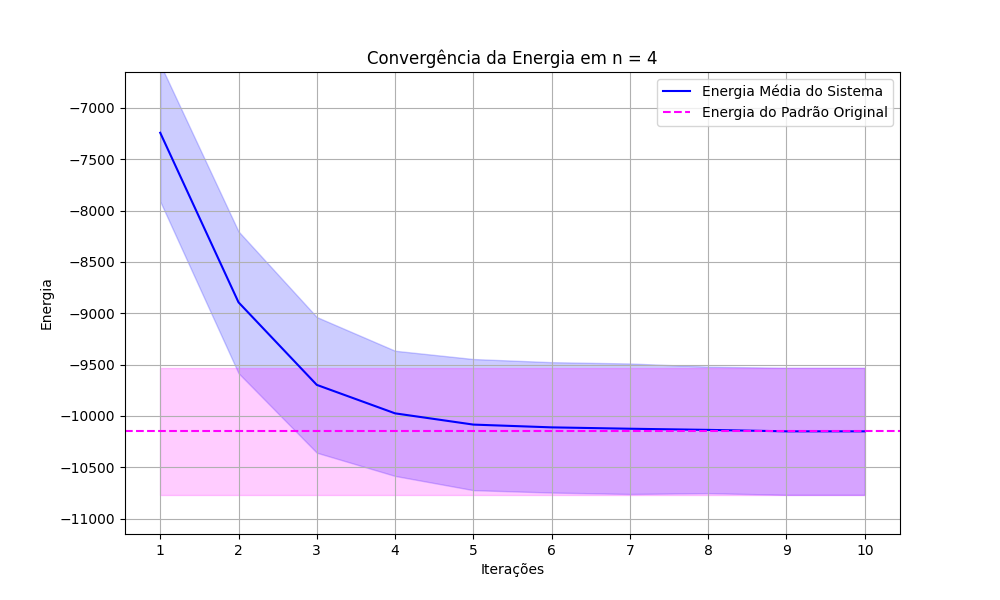 Convergência da Energia em n = 4
Energia Média do Sistema
Energia do Padrão Original
−7000
−7500
−8000
−8500
−9000
−9500
−10000
−10500
−11000
Energia
1 2 3 4 5 6 7 8 9 10
Iterações